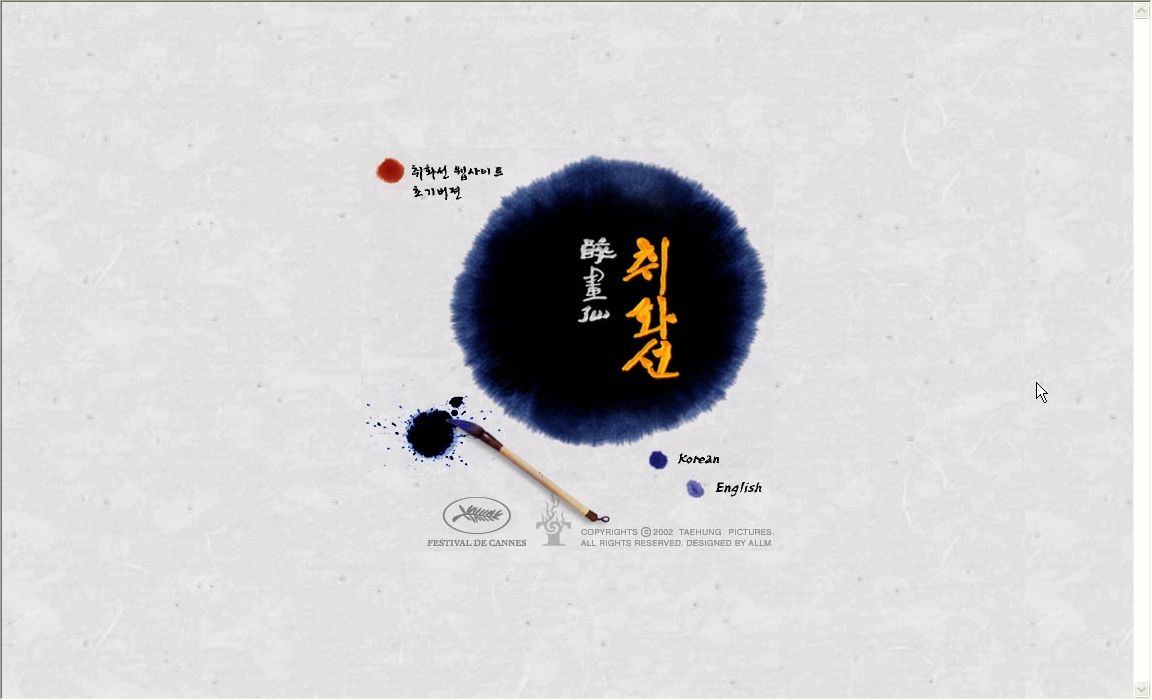 취화선 웹사이트
초기버젼
취화선
醉畫仙
Korean
English
FESTIVAL DE CANNES
COPYRIGHTS ⓒ 2002 TAEHUNG PICTURES.
ALL RIGHTS RESERVED. DESIGNED BY ALLM